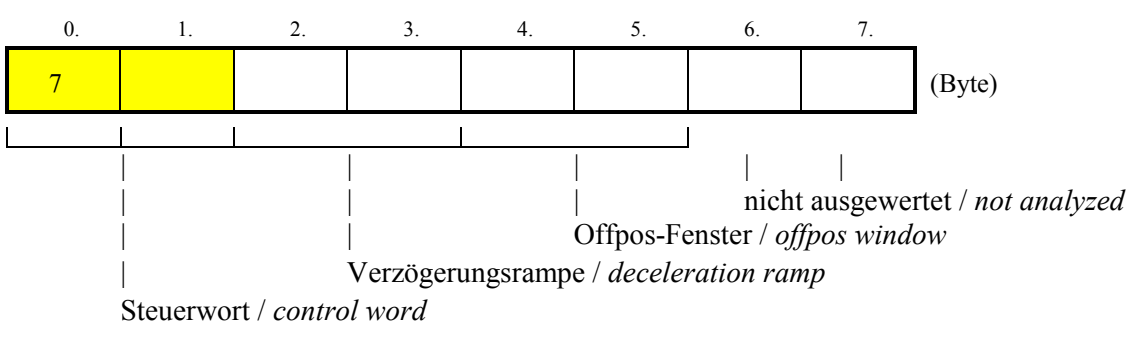 0. 1. 2. 3. 4. 5. 6. 7.
7 (Byte)
nicht ausgewertet / not analyzed
Offpos-Fenster / offpos window
Verzögerungsrampe / deceleration ramp
Steuerwort / control word